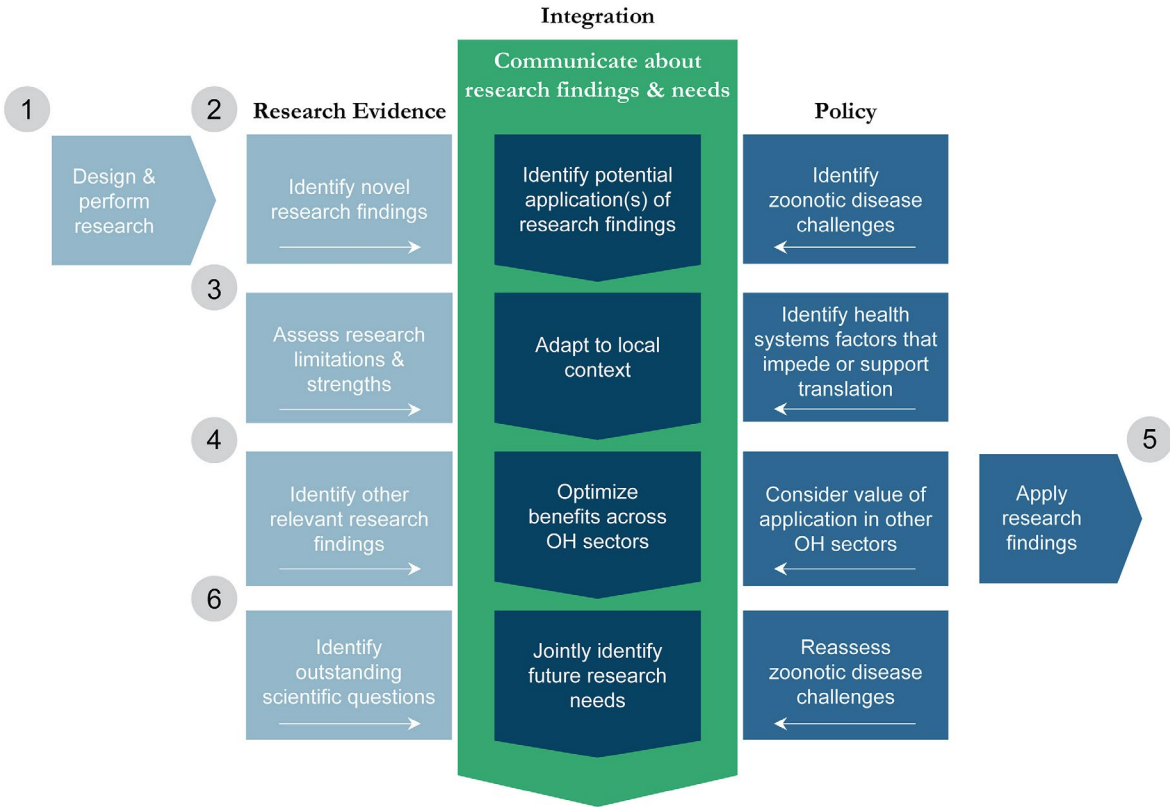 Integration
Communicate about
research findings & needs
1
2
Research Evidence
Policy
Design &
perform
research
Identify novel
research findings
Identify potential
application(s) of
research findings
Identify
zoonotic disease
challenges
3
Assess research
limitations &
strengths
Adapt to local
context
Identify health
systems factors that
impede or support
translation
4
5
Identify other
relevant research
findings
Optimize
benefits across
OH sectors
Consider value of
application in other
OH sectors
Apply
research
findings
6
Identify
outstanding
scientific questions
Jointly identify
future research
needs
Reassess
zoonotic disease
challenges